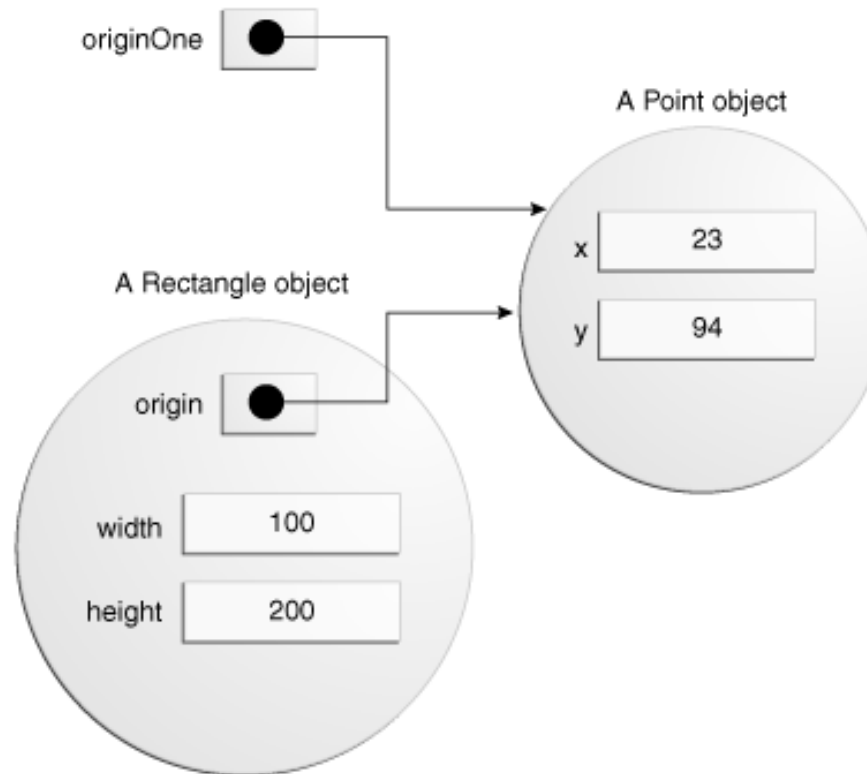 originOne
A Point object
x 23
y 94
A Rectangle object
origin
width 100
height 200